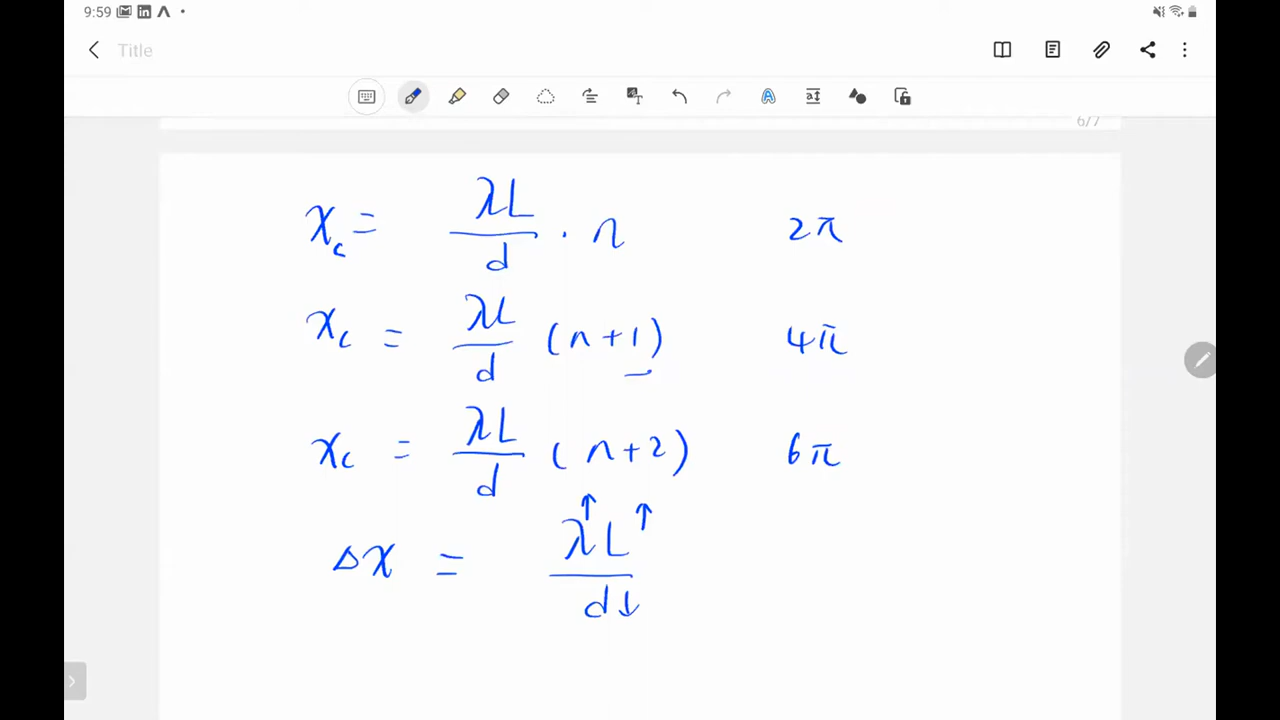 9:59
Title
6/7
x_c = λL/d · n 2π
x_c = λL/d (n+1) 4π
x_c = λL/d (n+2) 6π
Δx = λ↑L↑/d↓